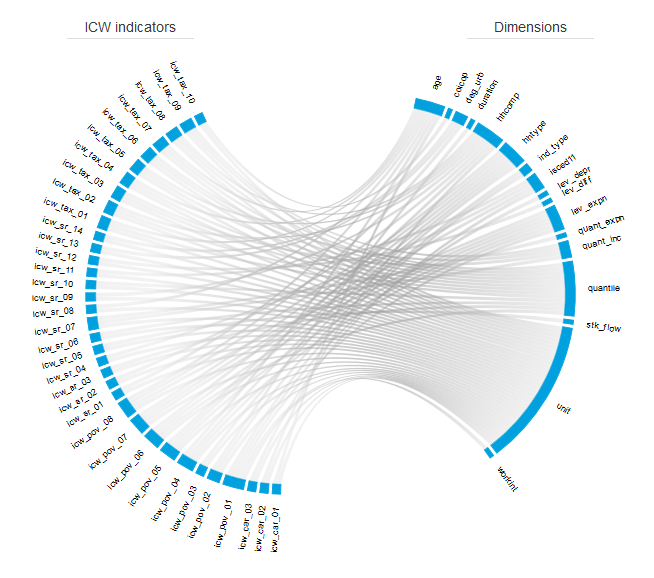 ICW indicators
Dimensions
icw_tax_10
icw_tax_09
icw_tax_08
icw_tax_07
icw_tax_06
icw_tax_05
icw_tax_04
icw_tax_03
icw_tax_02
icw_tax_01
icw_sr_14
icw_sr_13
icw_sr_12
icw_sr_11
icw_sr_10
icw_sr_09
icw_sr_08
icw_sr_07
icw_sr_06
icw_sr_05
icw_sr_04
icw_sr_03
icw_sr_02
icw_sr_01
icw_pov_08
icw_pov_07
icw_pov_06
icw_pov_05
icw_pov_04
icw_pov_03
icw_pov_02
icw_pov_01
icw_car_03
icw_car_02
icw_car_01
age
coicop
deg_urb
duration
hhcomp
hhtype
ind_type
isced11
lev_depr
lev_diff
lev_expn
quant_expn
quant_inc
quantile
stk_flow
unit
workint